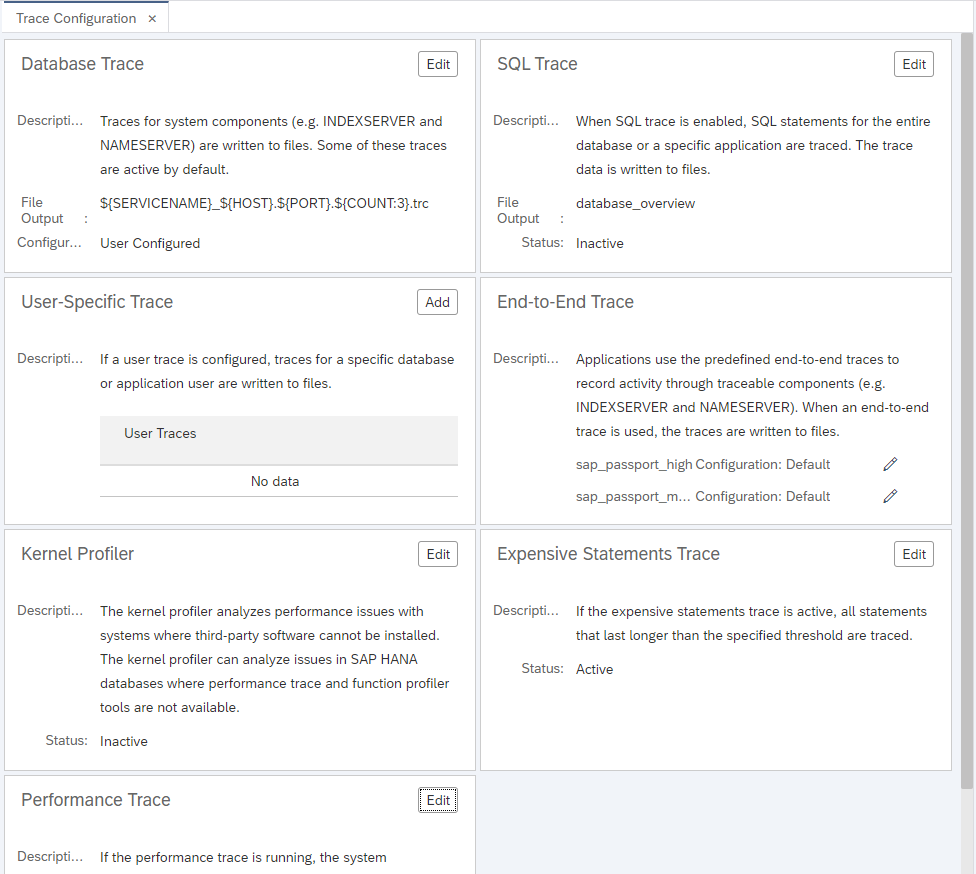 Trace Configuration ×
Database Trace
Edit
Descripti...
Traces for system components (e.g. INDEXSERVER and
NAMESERVER) are written to files. Some of these traces
are active by default.
File
Output :
${SERVICENAME}_${HOST}.${PORT}.${COUNT:3}.trc
Configur...
User Configured
SQL Trace
Edit
Descripti...
When SQL trace is enabled, SQL statements for the entire
database or a specific application are traced. The trace
data is written to files.
File
Output :
database_overview
Status:
Inactive
User-Specific Trace
Add
Descripti...
If a user trace is configured, traces for a specific database
or application user are written to files.
User Traces
No data
End-to-End Trace
Descripti...
Applications use the predefined end-to-end traces to
record activity through traceable components (e.g.
INDEXSERVER and NAMESERVER). When an end-to-end
trace is used, the traces are written to files.
sap_passport_high Configuration: Default
sap_passport_m... Configuration: Default
Kernel Profiler
Edit
Descripti...
The kernel profiler analyzes performance issues with
systems where third-party software cannot be installed.
The kernel profiler can analyze issues in SAP HANA
databases where performance trace and function profiler
tools are not available.
Status:
Inactive
Expensive Statements Trace
Edit
Descripti...
If the expensive statements trace is active, all statements
that last longer than the specified threshold are traced.
Status:
Active
Performance Trace
Edit
Descripti...
If the performance trace is running, the system